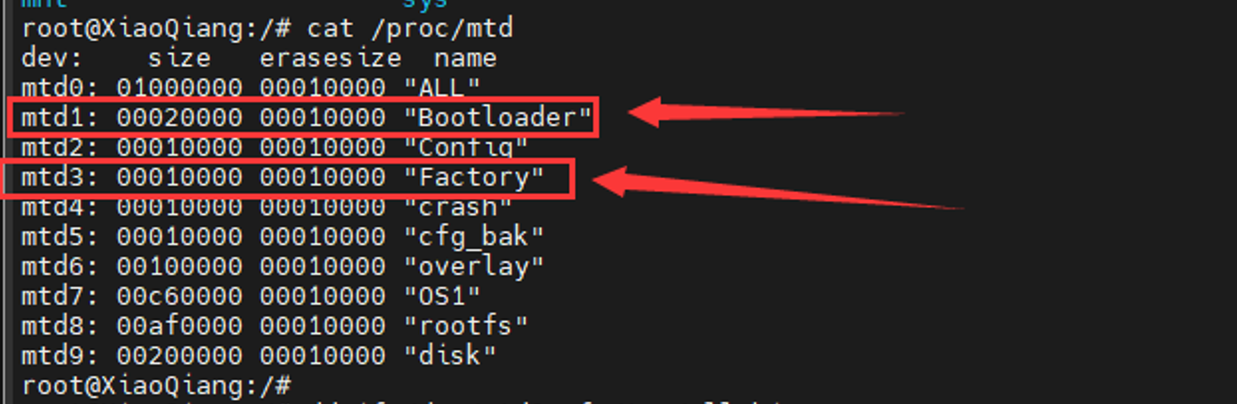 sys
root@XiaoQiang:/# cat /proc/mtd
dev:    size   erasesize  name
mtd0: 01000000 00010000 "ALL"
mtd1: 00020000 00010000 "Bootloader"
mtd2: 00010000 00010000 "Config"
mtd3: 00010000 00010000 "Factory"
mtd4: 00010000 00010000 "crash"
mtd5: 00010000 00010000 "cfg_bak"
mtd6: 00100000 00010000 "overlay"
mtd7: 00c60000 00010000 "OS1"
mtd8: 00af0000 00010000 "rootfs"
mtd9: 00200000 00010000 "disk"
root@XiaoQiang:/#